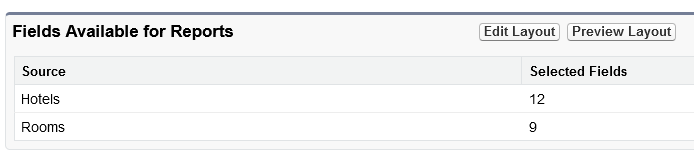 Fields Available for Reports Edit Layout Preview Layout
Source Selected Fields
Hotels 12
Rooms 9